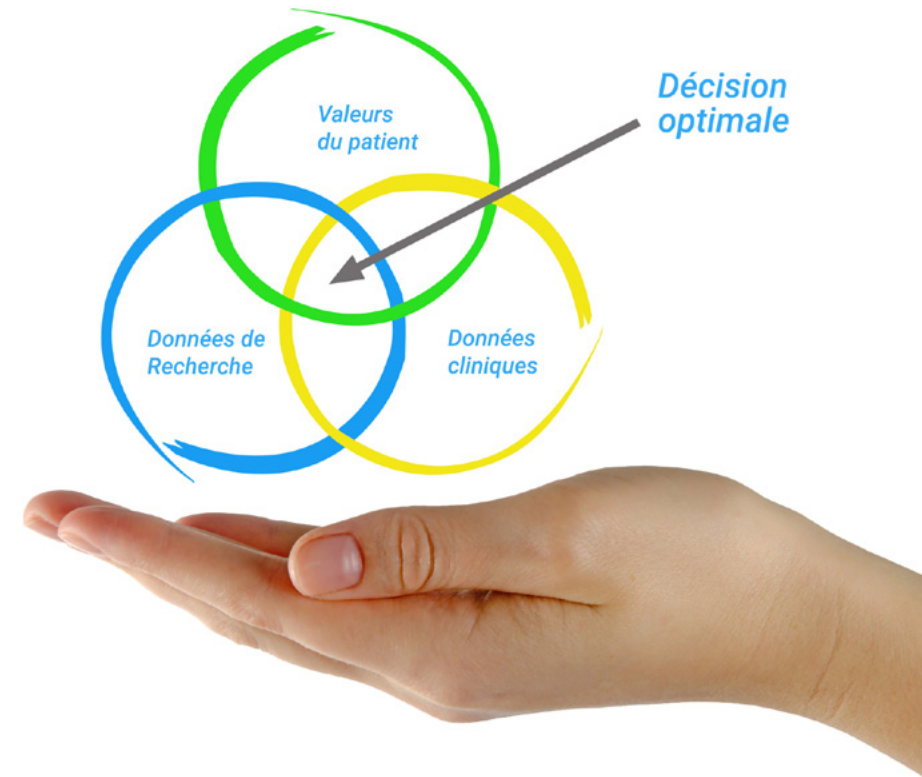 Décision
optimale
Valeurs
du patient
Données de
Recherche
Données
cliniques